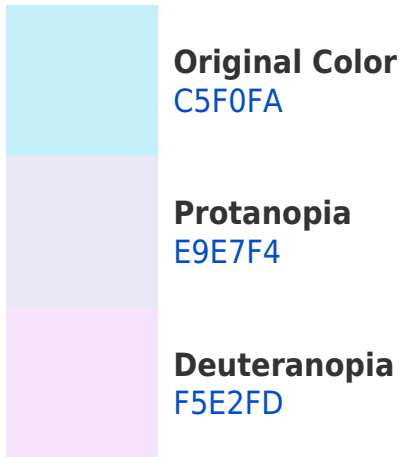 Original Color
C5F0FA
Protanopia
E9E7F4
Deuteranopia
F5E2FD